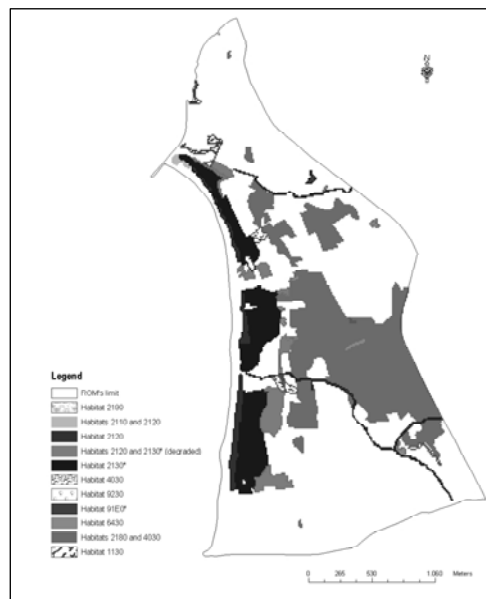 N
Legend
ROM's limit
Habitat 2190
Habitats 2110 and 2120
Habitat 2120
Habitats 2120 and 2130* (degraded)
Habitat 2130*
Habitat 4030
Habitat 9230
Habitat 91E0*
Habitat 6430
Habitats 2180 and 4030
Habitat 1130
0 265 530 1.060
Meters